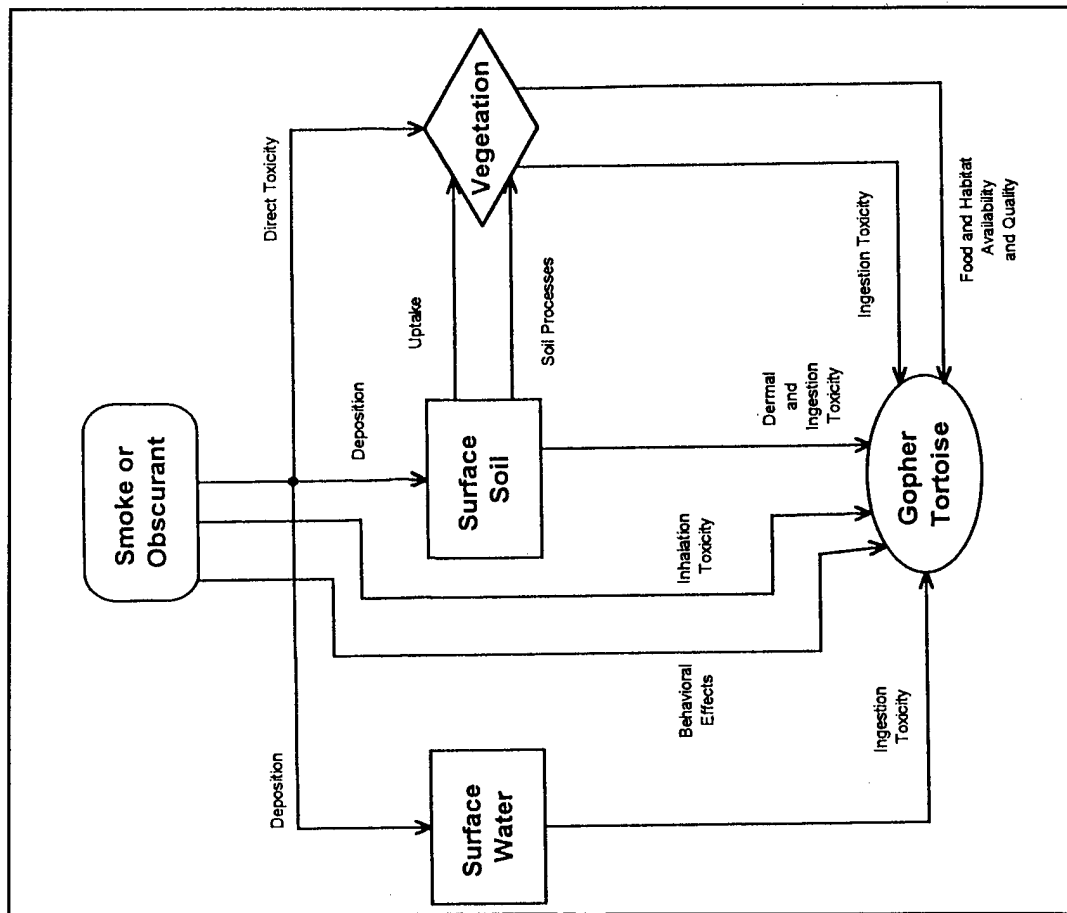 Smoke or
Obscurant
Deposition
Deposition
Direct Toxicity
Surface
Water
Surface
Soil
Uptake
Soil Processes
Vegetation
Behavioral
Effects
Inhalation
Toxicity
Dermal
and
Ingestion
Toxicity
Ingestion Toxicity
Food and Habitat
Availability
and Quality
Ingestion
Toxicity
Gopher
Tortoise